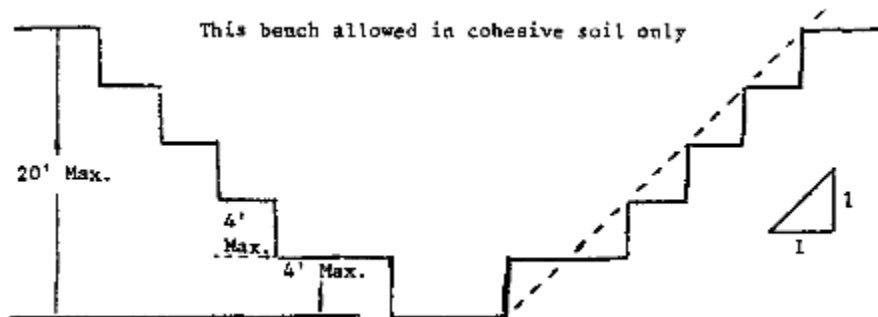 This bench allowed in cohesive soil only
20' Max.
4'
Max.
4' Max.
1
1